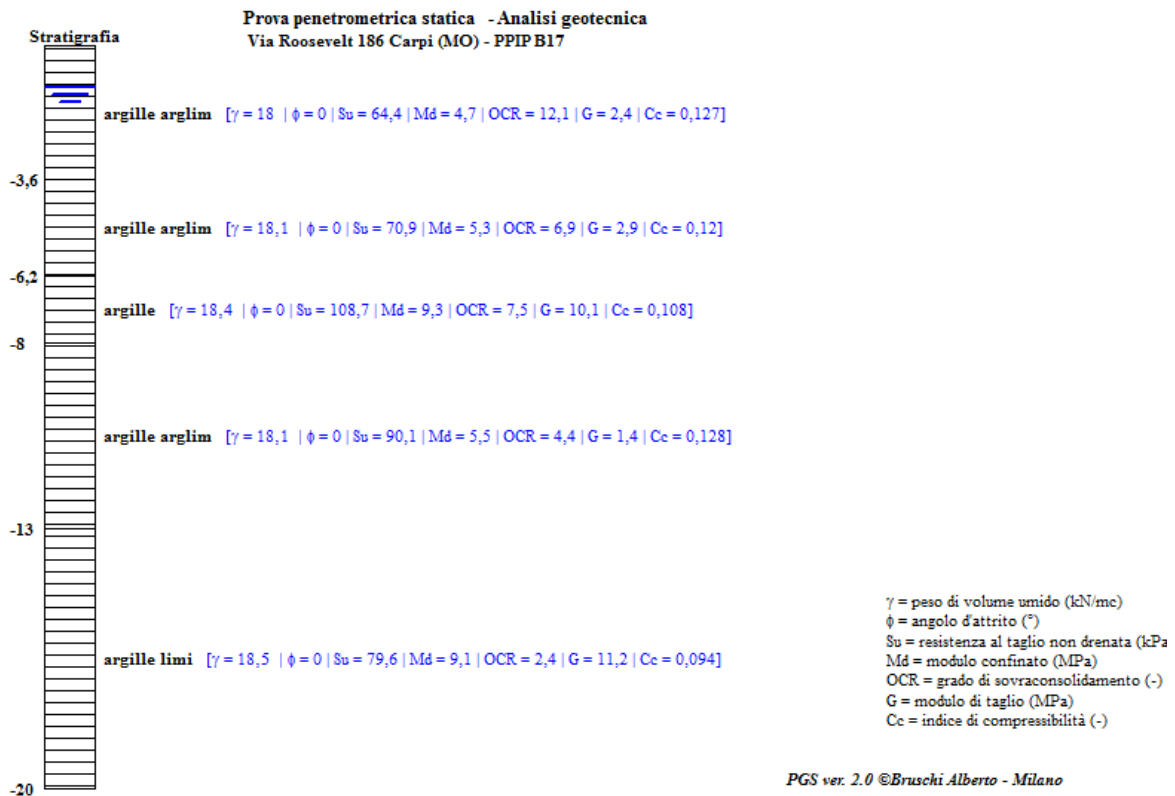 Prova penetrometrica statica - Analisi geotecnica
Stratigrafia
Via Roosevelt 186 Carpi (MO) - PPIP B17
argille arglim [γ = 18 | ϕ = 0 | Su = 64,4 | Md = 4,7 | OCR = 12,1 | G = 2,4 | Cc = 0,127]
-3,6
argille arglim [γ = 18,1 | ϕ = 0 | Su = 70,9 | Md = 5,3 | OCR = 6,9 | G = 2,9 | Cc = 0,12]
-6,2
argille [γ = 18,4 | ϕ = 0 | Su = 108,7 | Md = 9,3 | OCR = 7,5 | G = 10,1 | Cc = 0,108]
-8
argille arglim [γ = 18,1 | ϕ = 0 | Su = 90,1 | Md = 5,5 | OCR = 4,4 | G = 1,4 | Cc = 0,128]
-13
argille limi [γ = 18,5 | ϕ = 0 | Su = 79,6 | Md = 9,1 | OCR = 2,4 | G = 11,2 | Cc = 0,094]
-20
γ = peso di volume umido (kN/mc)
ϕ = angolo d'attrito (°)
Su = resistenza al taglio non drenata (kPa
Md = modulo confinato (MPa)
OCR = grado di sovraconsolidamento (-)
G = modulo di taglio (MPa)
Cc = indice di compressibilità (-)
PGS ver. 2.0 ©Bruschi Alberto - Milano